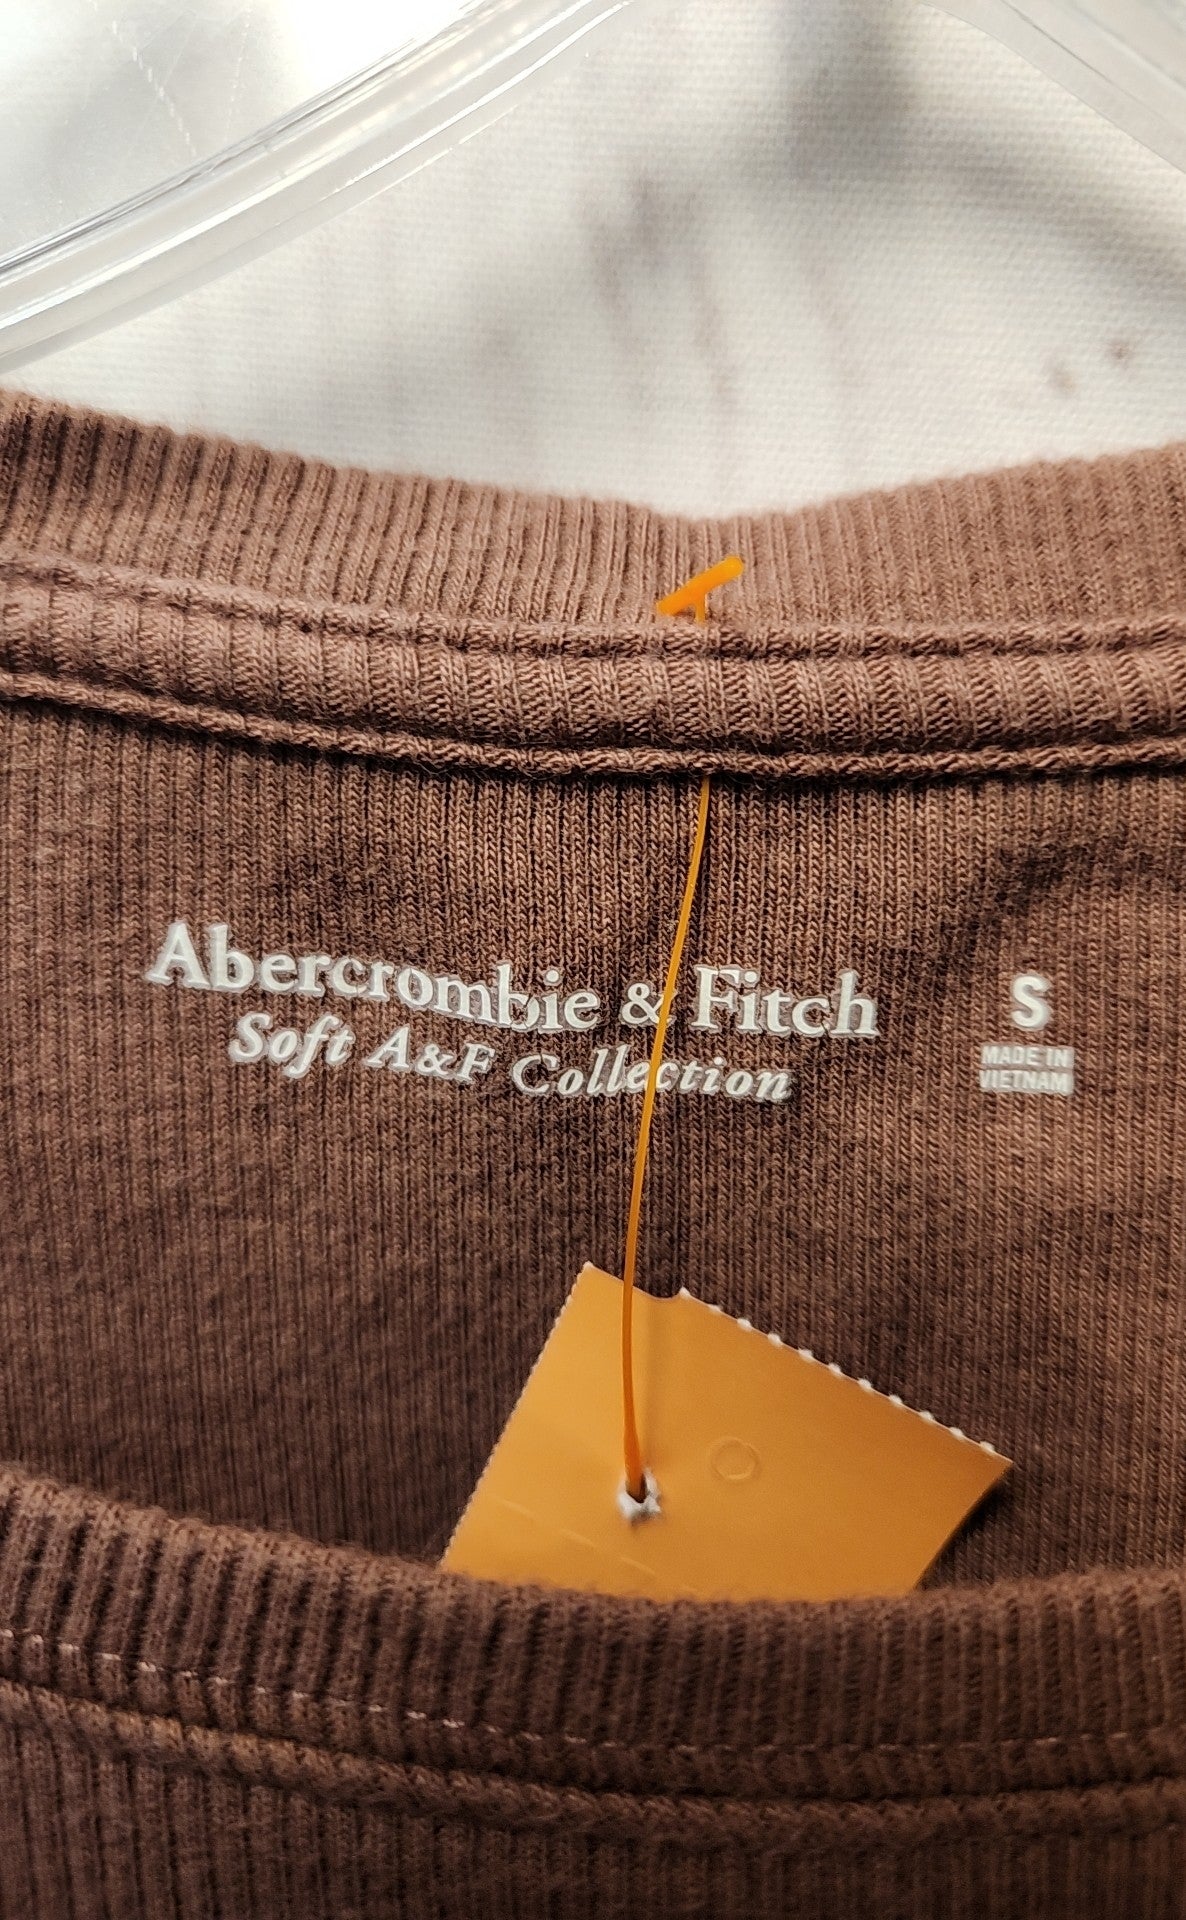 Abercrombie & Fitch
Soft A&F Collection
S
MADE IN
VIETNAM